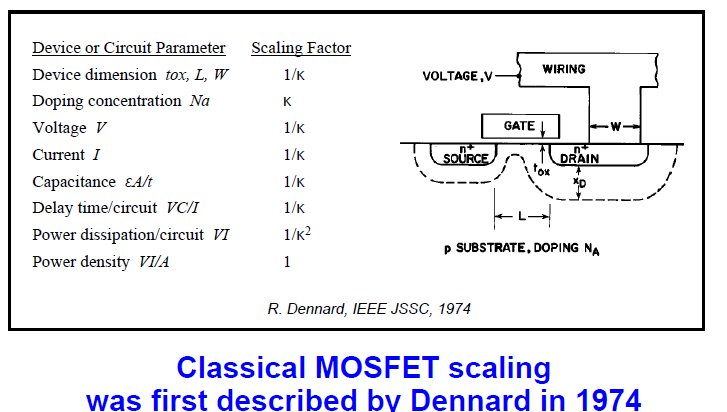 Device or Circuit Parameter Scaling Factor
Device dimension tox, L, W 1/κ
Doping concentration Na κ
Voltage V 1/κ
Current I 1/κ
Capacitance εA/t 1/κ
Delay time/circuit VC/I 1/κ
Power dissipation/circuit VI 1/κ²
Power density VI/A 1
VOLTAGE, V
WIRING
GATE
W
n+
SOURCE
tox
n+
DRAIN
xD
L
p SUBSTRATE, DOPING NA
R. Dennard, IEEE JSSC, 1974
Classical MOSFET scaling
was first described by Dennard in 1974